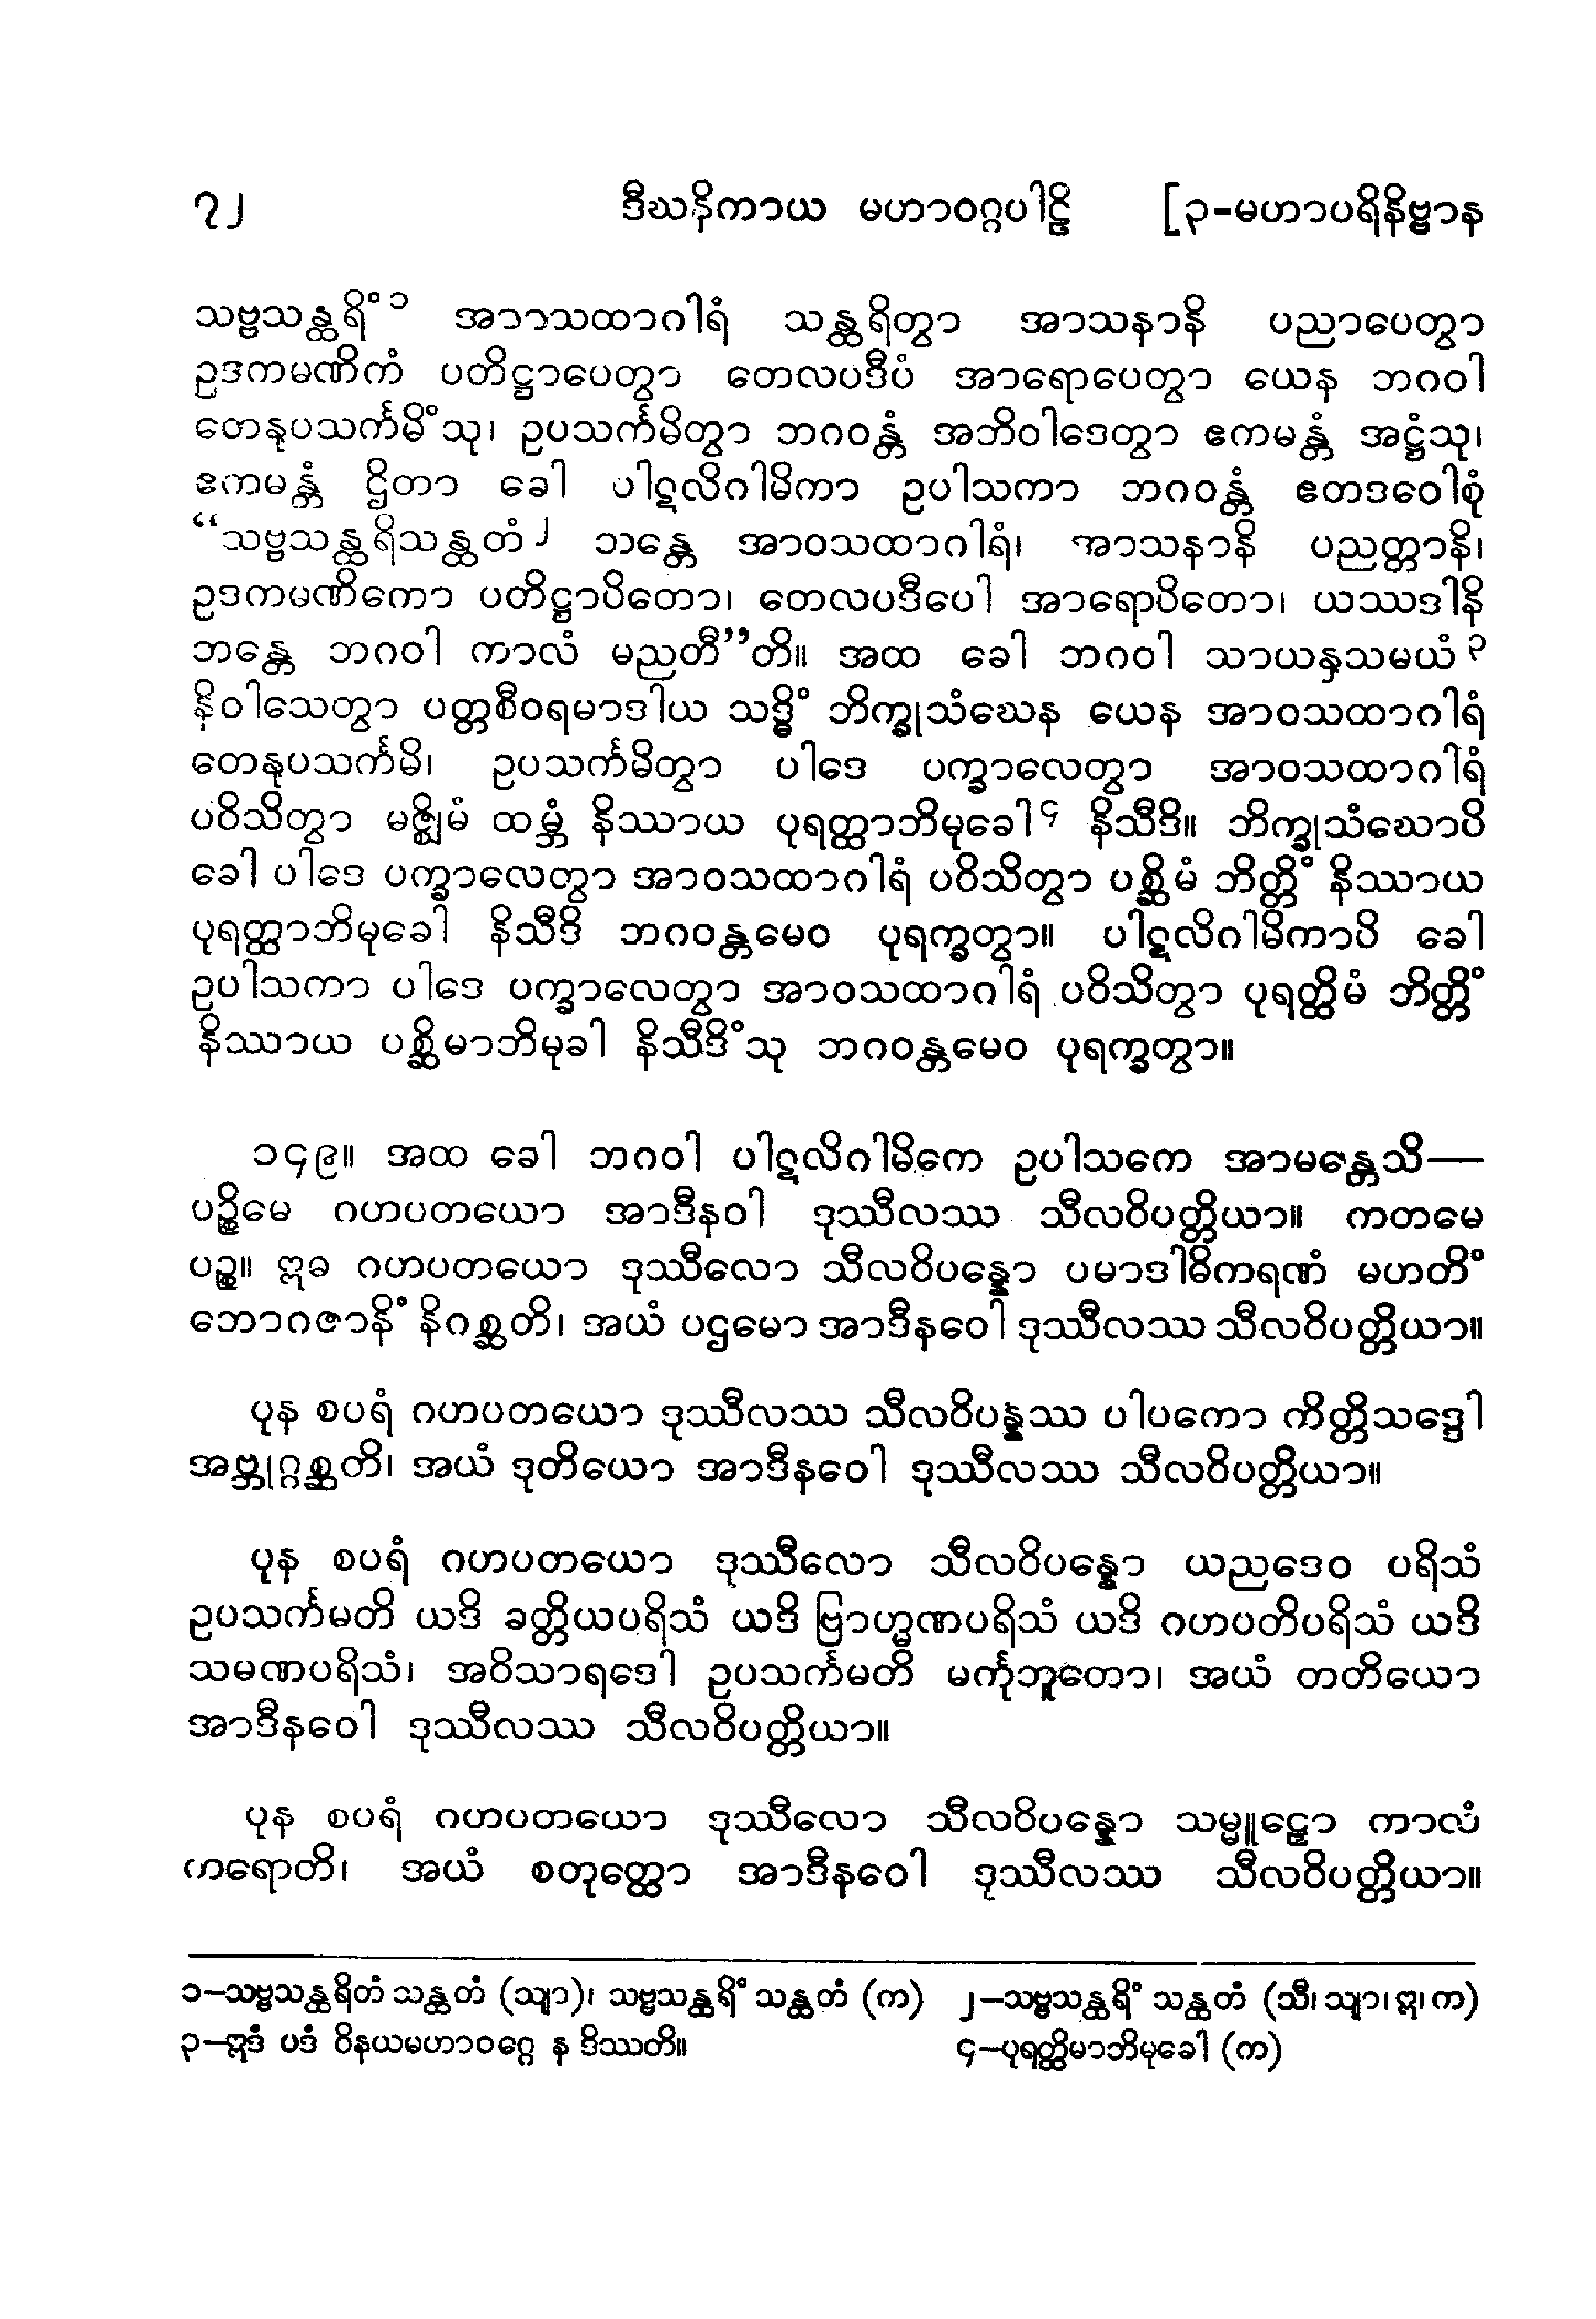 ၇၂ ဒီဃနိကာယ မဟာဝဂ္ဂပါဠိ [၃-မဟာပရိနိဗ္ဗာန
သဗ္ဗသန္ထရိံ ၁ အာဝသထာဂါရံ သန္ထရိတွာ အာသနာနိ ပညာပေတွာ
ဥဒကမဏိကံ ပတိဋ္ဌာပေတွာ တေလပဒီပံ အာရောပေတွာ ယေန ဘဂဝါ
တေနုပသင်္ကမိံသု၊ ဥပသင်္ကမိတွာ ဘဂဝန္တံ အဘိဝါဒေတွာ ဧကမန္တံ အဋ္ဌံသု၊
ဧကမန္တံ ဌိတာ ခေါ ပါဋလိဂါမိကာ ဥပါသကာ ဘဂဝန္တံ ဧတဒဝေါစုံ
“သဗ္ဗသန္ထရိသန္ထတံ ၂ ဘန္တေ အာဝသထာဂါရံ၊ အာသနာနိ ပညတ္တာနိ၊
ဥဒကမဏိကော ပတိဋ္ဌာပိတော၊ တေလပဒီပေါ အာရောပိတော၊ ယဿဒါနိ
ဘန္တေ ဘဂဝါ ကာလံ မညတီ”တိ။ အထ ခေါ ဘဂဝါ သာယနှသမယံ ၃
နိဝါသေတွာ ပတ္တစီဝရမာဒါယ သဒ္ဓိံ ဘိက္ခုသံဃေန ယေန အာဝသထာဂါရံ
တေနုပသင်္ကမိ၊ ဥပသင်္ကမိတွာ ပါဒေ ပက္ခာလေတွာ အာဝသထာဂါရံ
ပဝိသိတွာ မဇ္ဈိမံ ထမ္ဘံ နိဿာယ ပုရတ္ထာဘိမုခေါ ၄ နိသီဒိ။ ဘိက္ခုသံဃောပိ
ခေါ ပါဒေ ပက္ခာလေတွာ အာဝသထာဂါရံ ပဝိသိတွာ ပစ္ဆိမံ ဘိတ္တိံ နိဿာယ
ပုရတ္ထာဘိမုခေါ နိသီဒိ ဘဂဝန္တမေဝ ပုရက္ခတွာ။ ပါဋလိဂါမိကာပိ ခေါ
ဥပါသကာ ပါဒေ ပက္ခာလေတွာ အာဝသထာဂါရံ ပဝိသိတွာ ပုရတ္ထိမံ ဘိတ္တိံ
နိဿာယ ပစ္ဆိမာဘိမုခါ နိသီဒိံသု ဘဂဝန္တမေဝ ပုရက္ခတွာ။
၁၄၉။ အထ ခေါ ဘဂဝါ ပါဋလိဂါမိကေ ဥပါသကေ အာမန္တေသိ—
ပဉ္စိမေ ဂဟပတယော အာဒီနဝါ ဒုဿီလဿ သီလဝိပတ္တိယာ။ ကတမေ
ပဉ္စ။ ဣဓ ဂဟပတယော ဒုဿီလော သီလဝိပန္နော ပမာဒါဓိကရဏံ မဟတိံ
ဘောဂဇာနိံ နိဂစ္ဆတိ၊ အယံ ပဌမော အာဒီနဝေါ ဒုဿီလဿ သီလဝိပတ္တိယာ။
ပုန စပရံ ဂဟပတယော ဒုဿီလဿ သီလဝိပန္နဿ ပါပကော ကိတ္တိသဒ္ဒေါ
အဗ္ဘုဂ္ဂစ္ဆတိ၊ အယံ ဒုတိယော အာဒီနဝေါ ဒုဿီလဿ သီလဝိပတ္တိယာ။
ပုန စပရံ ဂဟပတယော ဒုဿီလော သီလဝိပန္နော ယညဒေဝ ပရိသံ
ဥပသင်္ကမတိ ယဒိ ခတ္တိယပရိသံ ယဒိ ဗြာဟ္မဏပရိသံ ယဒိ ဂဟပတိပရိသံ ယဒိ
သမဏပရိသံ၊ အဝိသာရဒေါ ဥပသင်္ကမတိ မင်္ကုဘူတော၊ အယံ တတိယော
အာဒီနဝေါ ဒုဿီလဿ သီလဝိပတ္တိယာ။
ပုန စပရံ ဂဟပတယော ဒုဿီလော သီလဝိပန္နော သမ္မူဠှော ကာလံ
ကရောတိ၊ အယံ စတုတ္ထော အာဒီနဝေါ ဒုဿီလဿ သီလဝိပတ္တိယာ။
၁–သဗ္ဗသန္ထရိတံ သန္ထတံ (သျာ)၊ သဗ္ဗသန္ထရိံ သန္ထတံ (က) ၂–သဗ္ဗသန္ထရိံ သန္ထတံ (သီ၊ သျာ၊ ဣ၊ က)
၃–ဣဒံ ပဒံ ဝိနယမဟာဝဂ္ဂေ န ဒိဿတိ။ ၄–ပုရတ္ထိမာဘိမုခေါ (က)